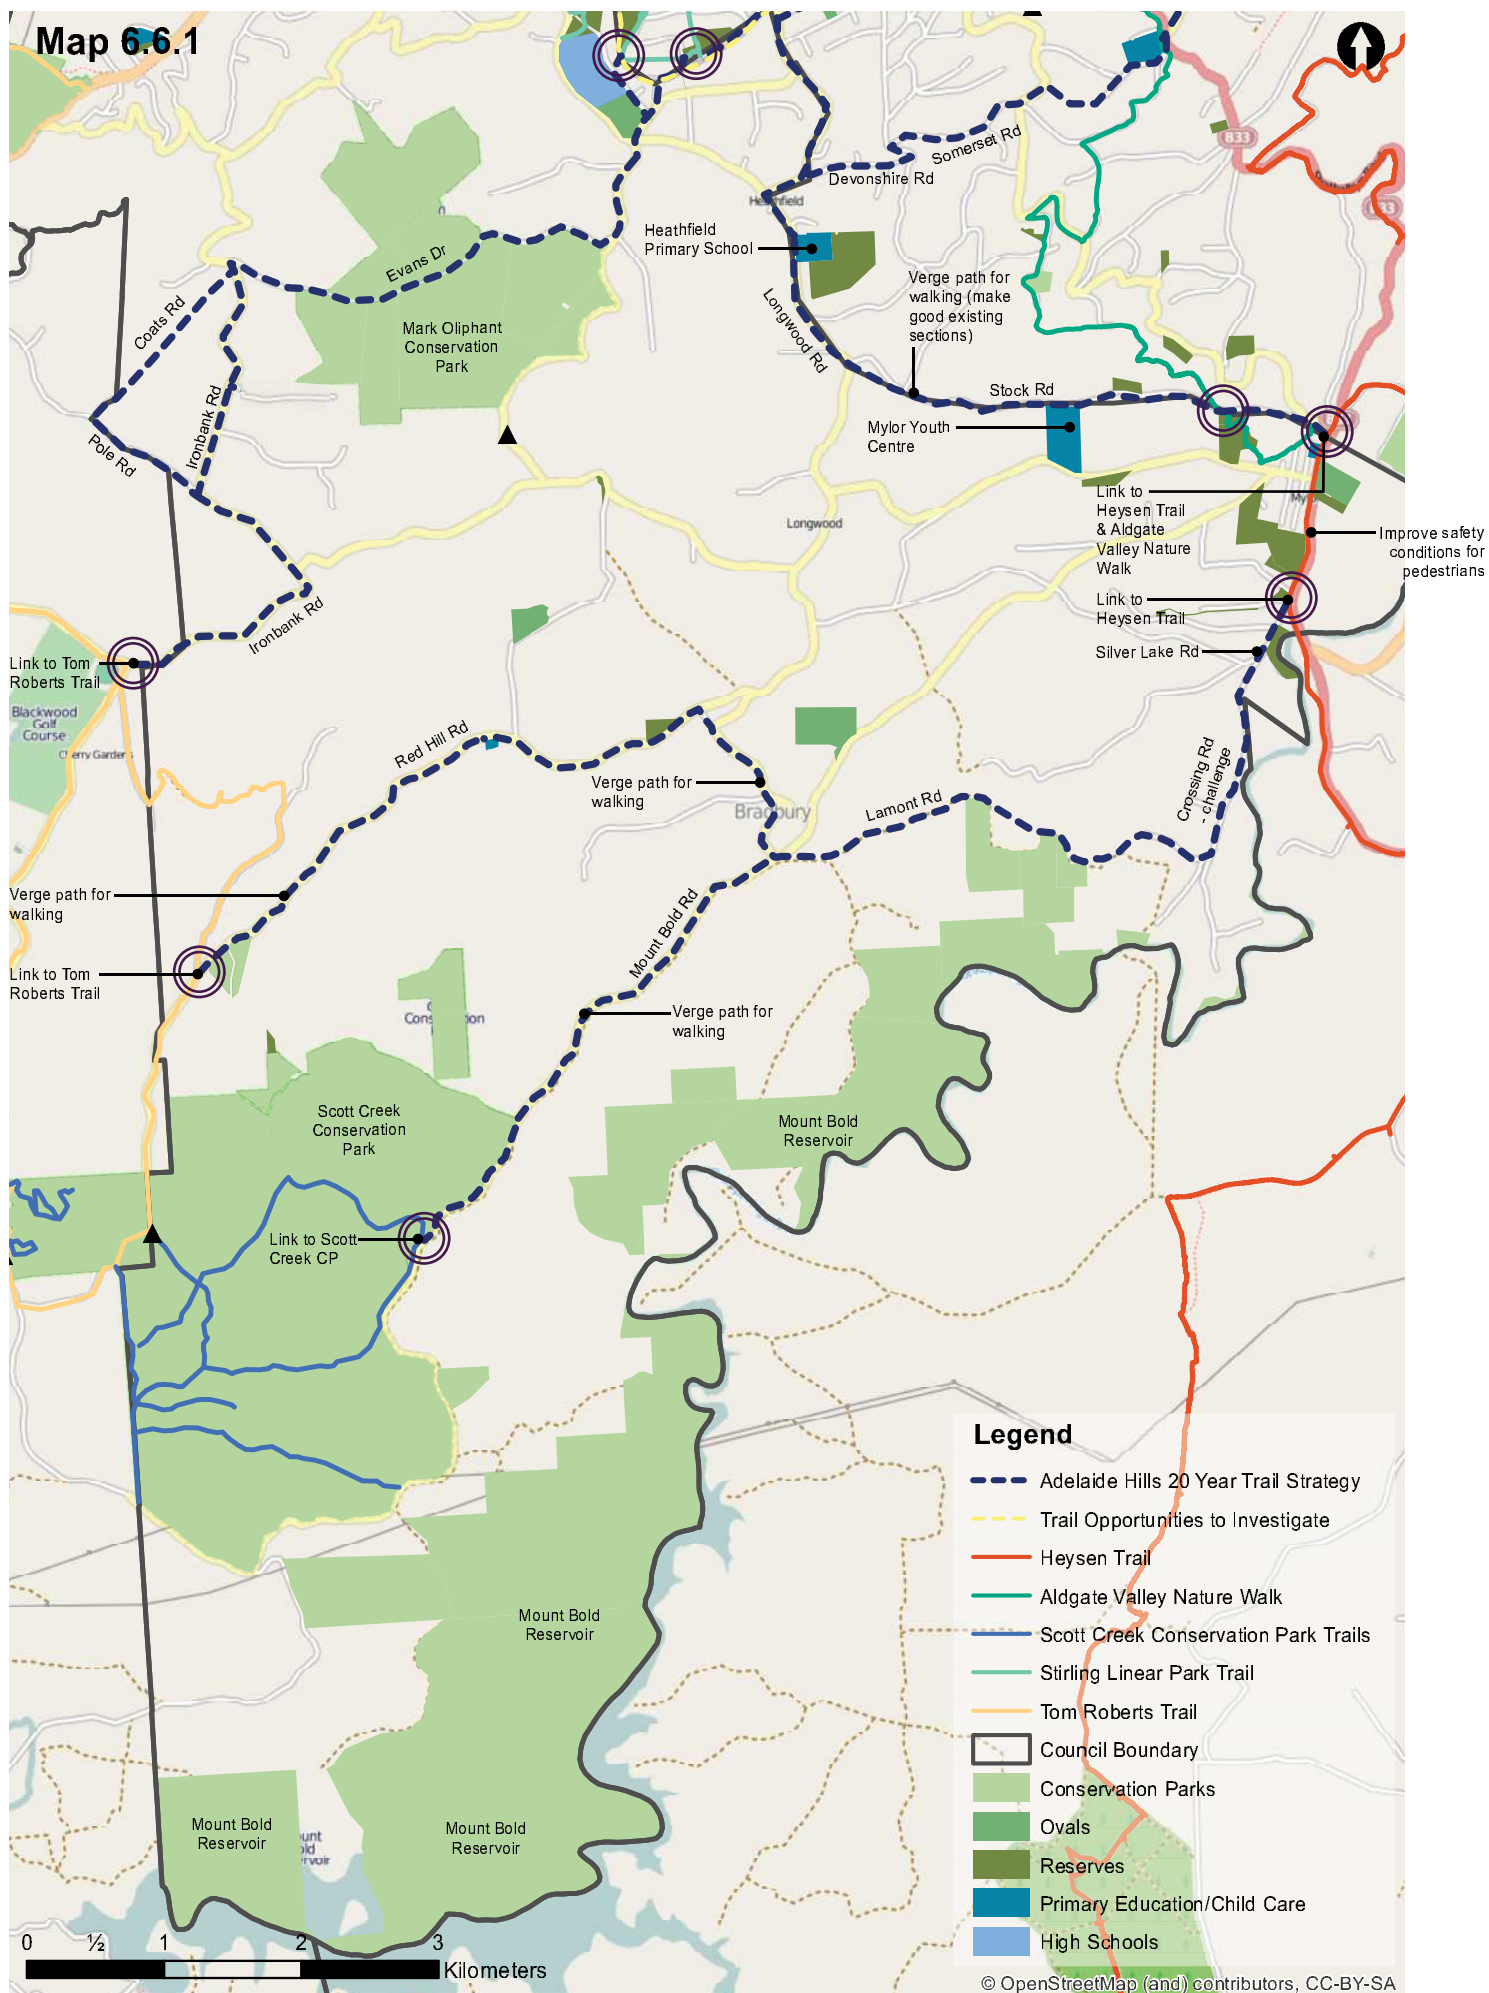 Map 6.6.1
B33
Somerset Rd
Devonshire Rd
Heathfield
B33
Heathfield
Primary School
Evans Dr
Verge path for
walking (make
good existing
sections)
Coats Rd
Longwood Rd
Mark Oliphant
Conservation
Park
Stock Rd
Ironbank Rd
Mylor Youth
Centre
Pole Rd
Link to
Heysen Trail
& Aldgate
Valley Nature
Walk
Longwood
Improve safety
conditions for
pedestrians
Link to
Heysen Trail
Ironbank Rd
Silver Lake Rd
Link to Tom
Roberts Trail
Blackwood
Golf
Course
Cherry Gardens
Red Hill Rd
Crossing Rd
- challenge
Verge path for
walking
Bradbury
Lamont Rd
Verge path for
walking
Mount Bold Rd
Link to Tom
Roberts Trail
Verge path for
walking
Scott Creek
Conservation
Park
Mount Bold
Reservoir
Link to Scott
Creek CP
Legend
Adelaide Hills 20 Year Trail Strategy
Trail Opportunities to Investigate
Heysen Trail
Aldgate Valley Nature Walk
Scott Creek Conservation Park Trails
Stirling Linear Park Trail
Tom Roberts Trail
Council Boundary
Conservation Parks
Ovals
Reserves
Primary Education/Child Care
High Schools
Mount Bold
Reservoir
Mount Bold
Reservoir
Mount Bold
Reservoir
0 ½ 1 2 3
Kilometers
© OpenStreetMap (and) contributors, CC-BY-SA